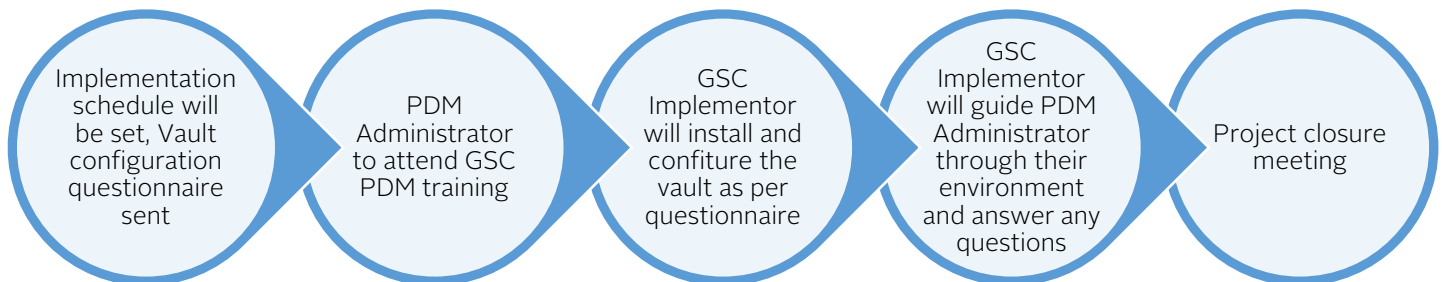 Implementation
schedule will
be set, Vault
configuration
questionnaire
sent
PDM
Administrator
to attend GSC
PDM training
GSC
Implementor
will install and
confiture the
vault as per
questionnaire
GSC
Implementor
will guide PDM
Administrator
through their
environment
and answer any
questions
Project closure
meeting